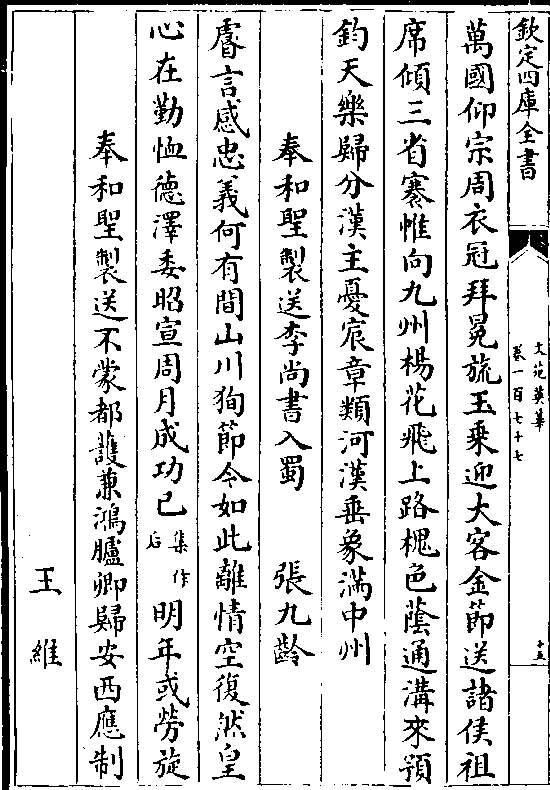 欽定四庫全書
文苑英華
卷一百七十七
十五
萬國仰宗周衣冠拜冕旒玉乗迎大客金節送諸侯祖
席傾三省褰帷向九州楊花飛上路槐色蔭通溝來預
鈞天樂歸分漢主憂宸章類河漢垂象滿中州
奉和聖製送李尚書入蜀 張九齡
睿言感忠義何有間山川狥節今如此離情空復然皇
心在勤恤德澤委昭宣周月成功已集作后明年或勞旋
奉和聖製送不蒙都䕶兼鴻臚卿歸安西應制
王維